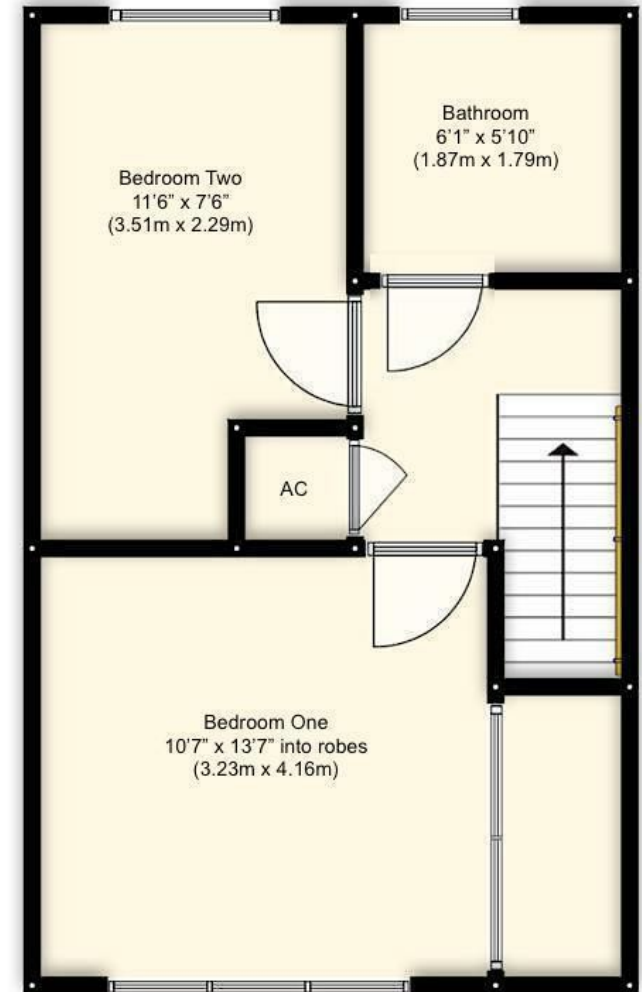 Bathroom
6'1” x 5'10”
(1.87m x 1.79m)
Bedroom Two
11'6” x 7'6”
(3.51m x 2.29m)
AC
Bedroom One
10'7” x 13'7” into robes
(3.23m x 4.16m)